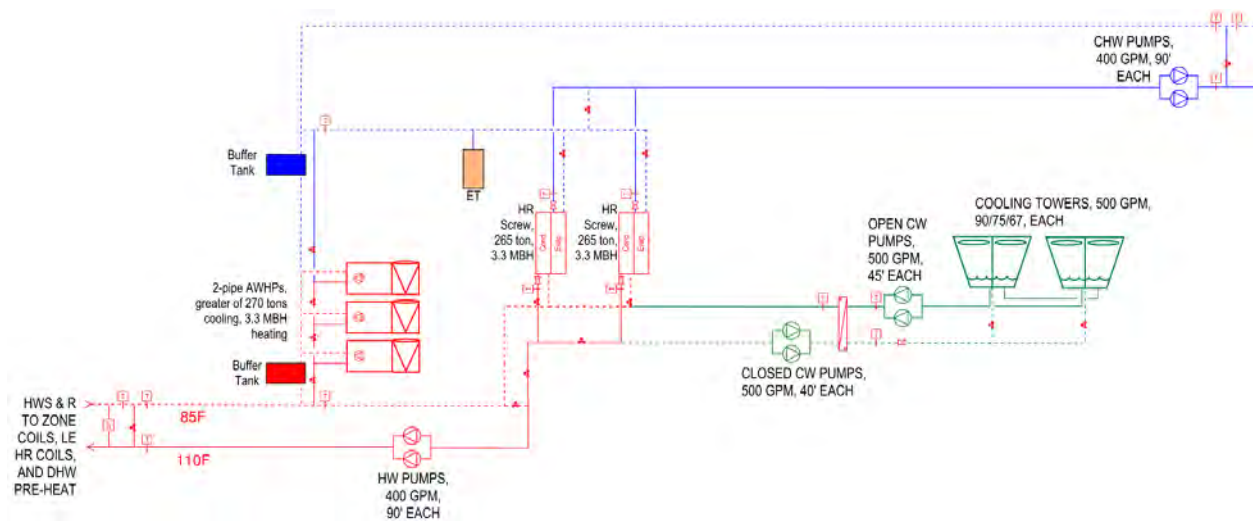 CHW PUMPS,
400 GPM, 90'
EACH
Buffer
Tank
ET
HR
Screw,
265 ton,
3.3 MBH
Cond
Evap
HR
Screw,
265 ton,
3.3 MBH
Cond
Evap
COOLING TOWERS, 500 GPM,
90/75/67, EACH
OPEN CW
PUMPS,
500 GPM,
45' EACH
2-pipe AWHPs,
greater of 270 tons
cooling, 3.3 MBH
heating
Buffer
Tank
CLOSED CW PUMPS,
500 GPM, 40' EACH
HWS & R
TO ZONE
COILS, LE
HR COILS,
AND DHW
PRE-HEAT
85F
110F
HW PUMPS,
400 GPM,
90' EACH